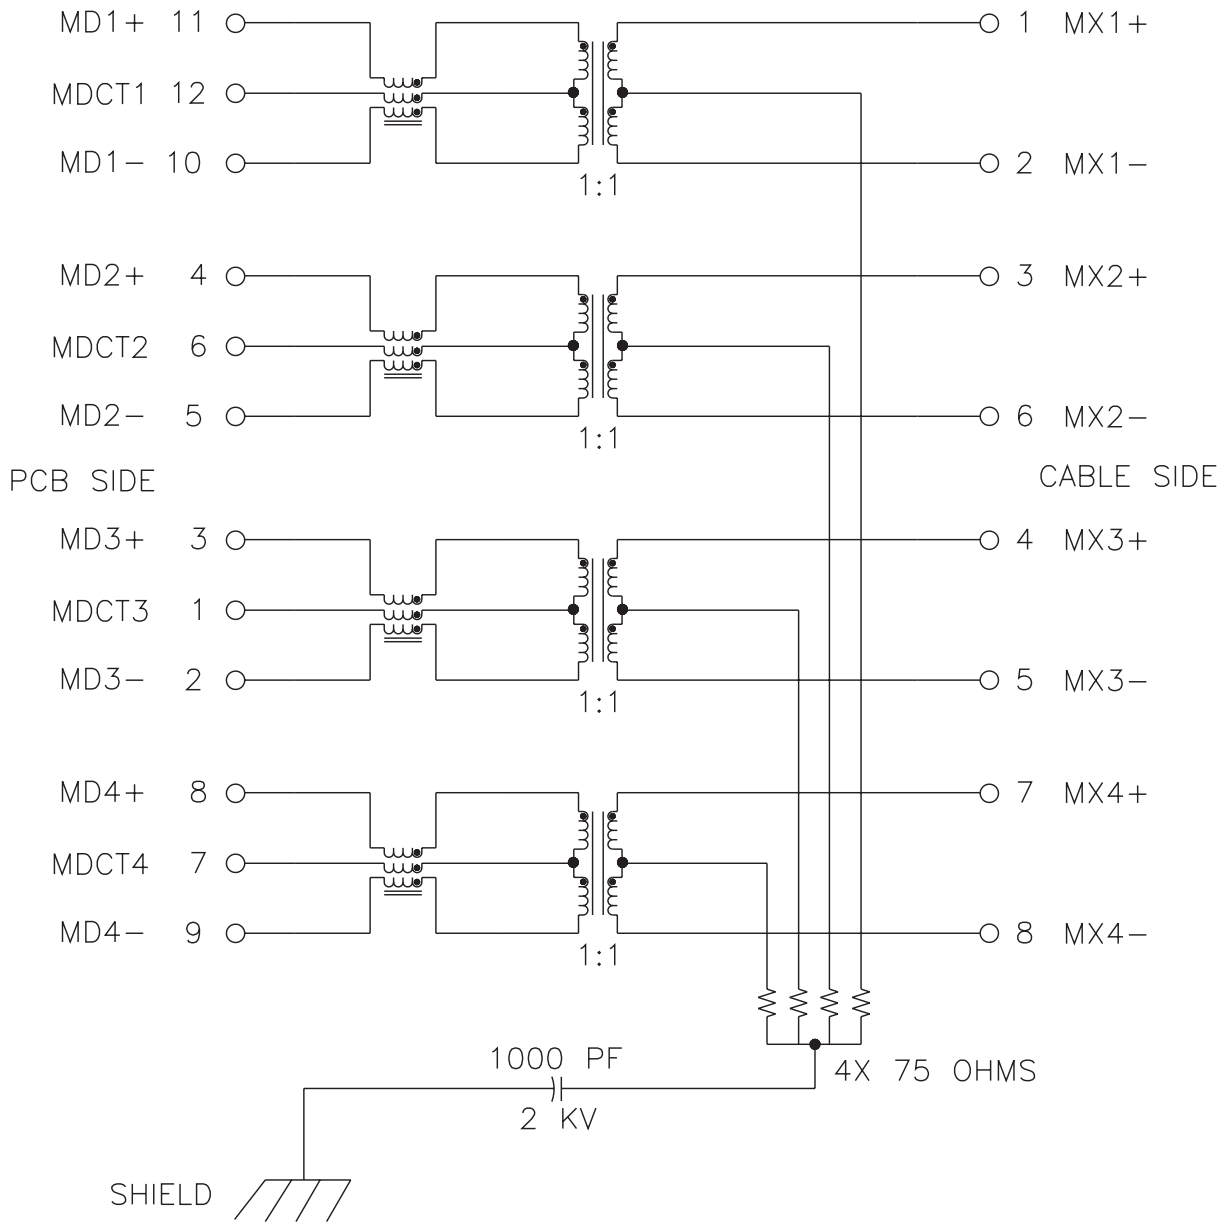 MD1+ 11
1 MX1+
MDCT1 12
MD1- 10
2 MX1-
1:1
MD2+ 4
3 MX2+
MDCT2 6
MD2- 5
6 MX2-
1:1
PCB SIDE
CABLE SIDE
MD3+ 3
4 MX3+
MDCT3 1
MD3- 2
5 MX3-
1:1
MD4+ 8
7 MX4+
MDCT4 7
MD4- 9
8 MX4-
1:1
1000 PF
4X 75 OHMS
2 KV
SHIELD